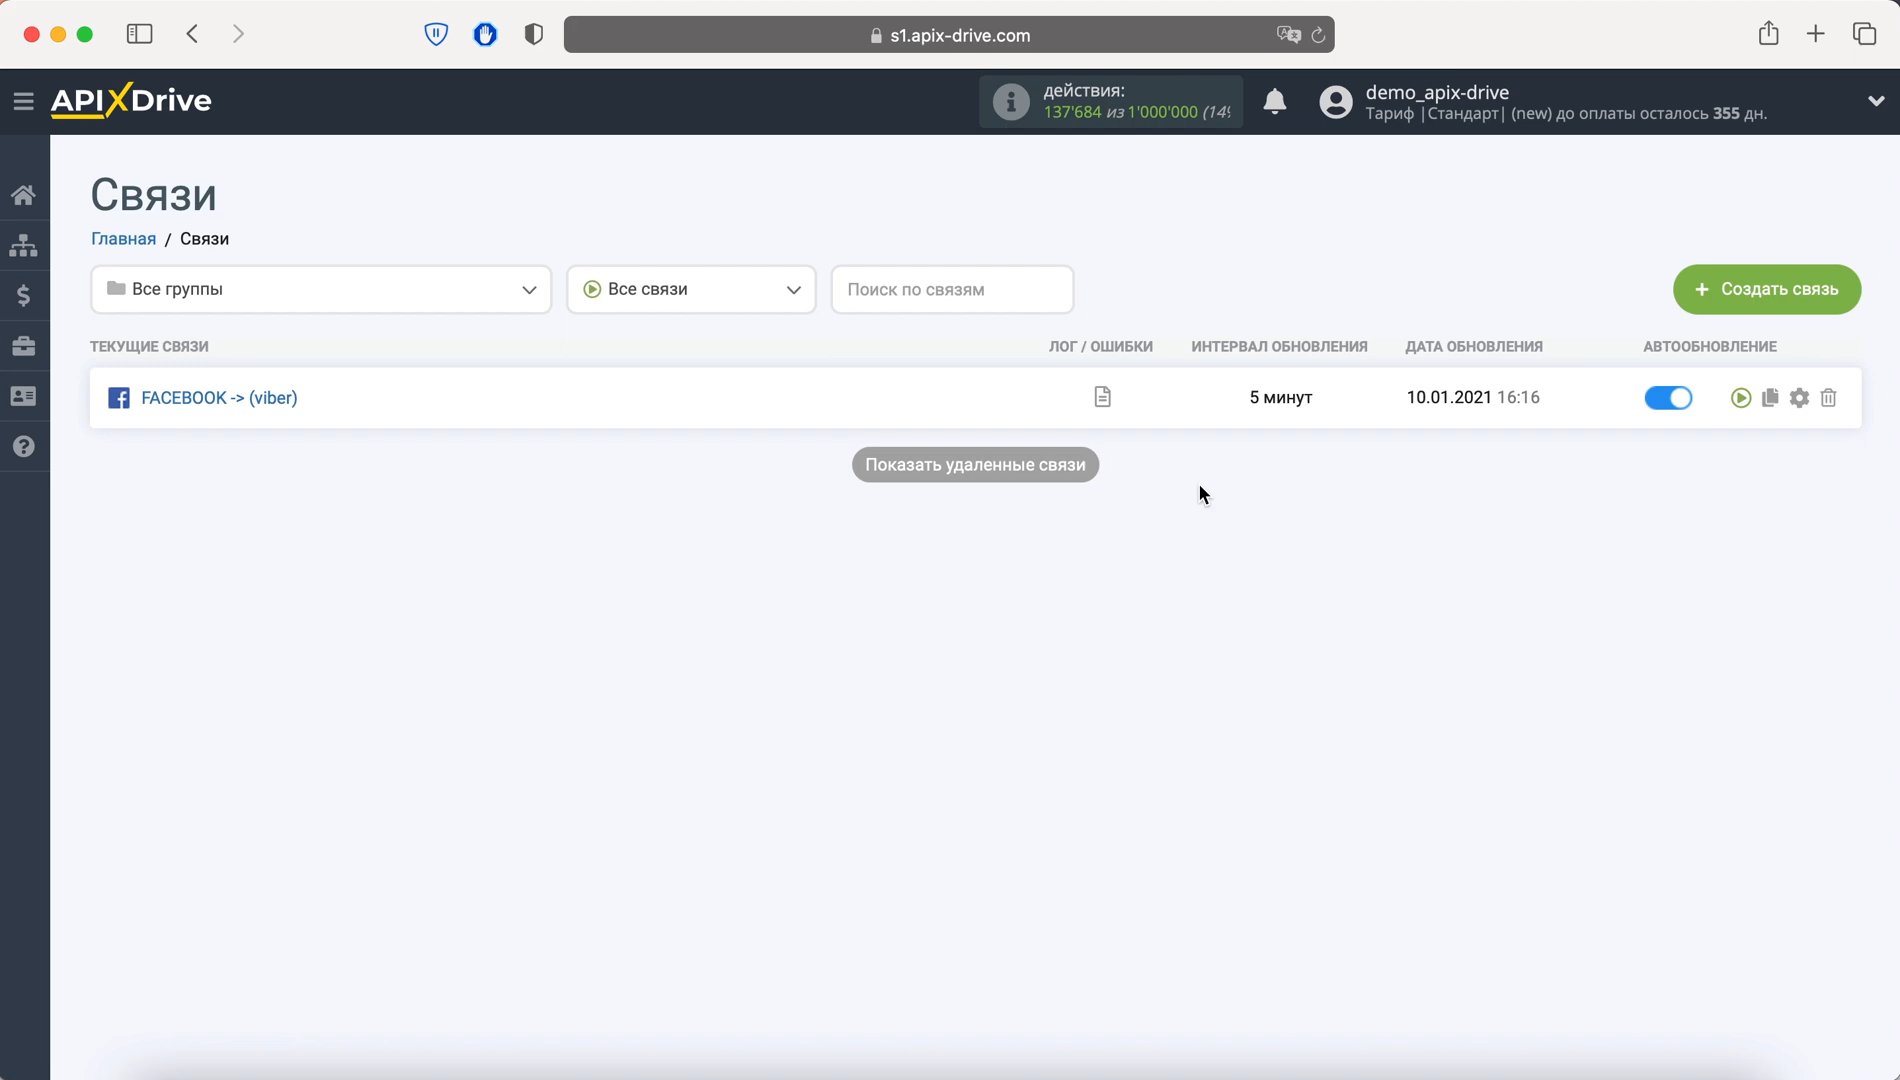 s1.apix-drive.com
APIXDrive
действия:
137'684 из 1'000'000 (14%
demo_apix-drive
Тариф |Стандарт| (new) до оплаты осталось 355 дн.
Связи
Главная / Связи
Все группы
Все связи
Поиск по связям
+ Создать связь
ТЕКУЩИЕ СВЯЗИ ЛОГ / ОШИБКИ ИНТЕРВАЛ ОБНОВЛЕНИЯ ДАТА ОБНОВЛЕНИЯ АВТООБНОВЛЕНИЕ
FACEBOOK -> (viber) 5 минут 10.01.2021 16:16
Показать удаленные связи